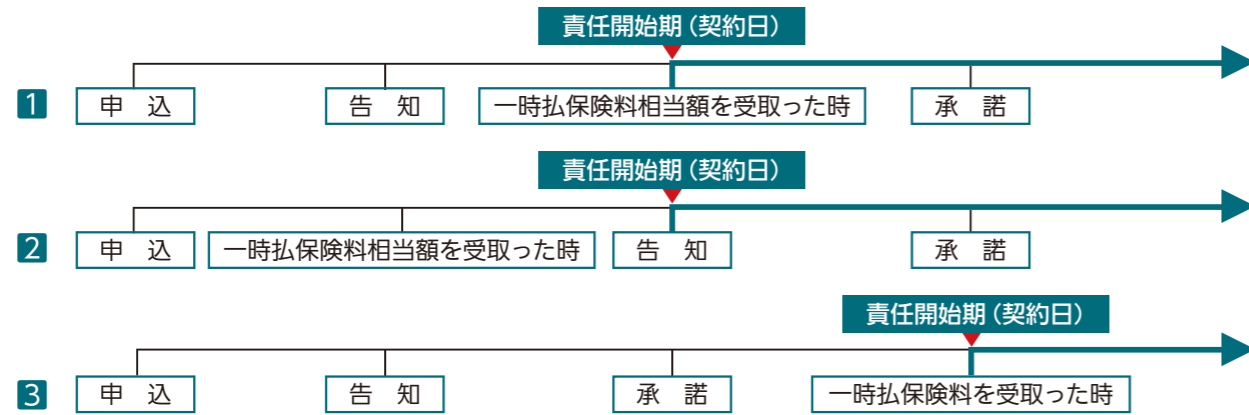 責任開始期（契約日）
1 申 込 告 知 一時払保険料相当額を受取った時 承 諾
責任開始期（契約日）
2 申 込 一時払保険料相当額を受取った時 告 知 承 諾
責任開始期（契約日）
3 申 込 告 知 承 諾 一時払保険料を受取った時